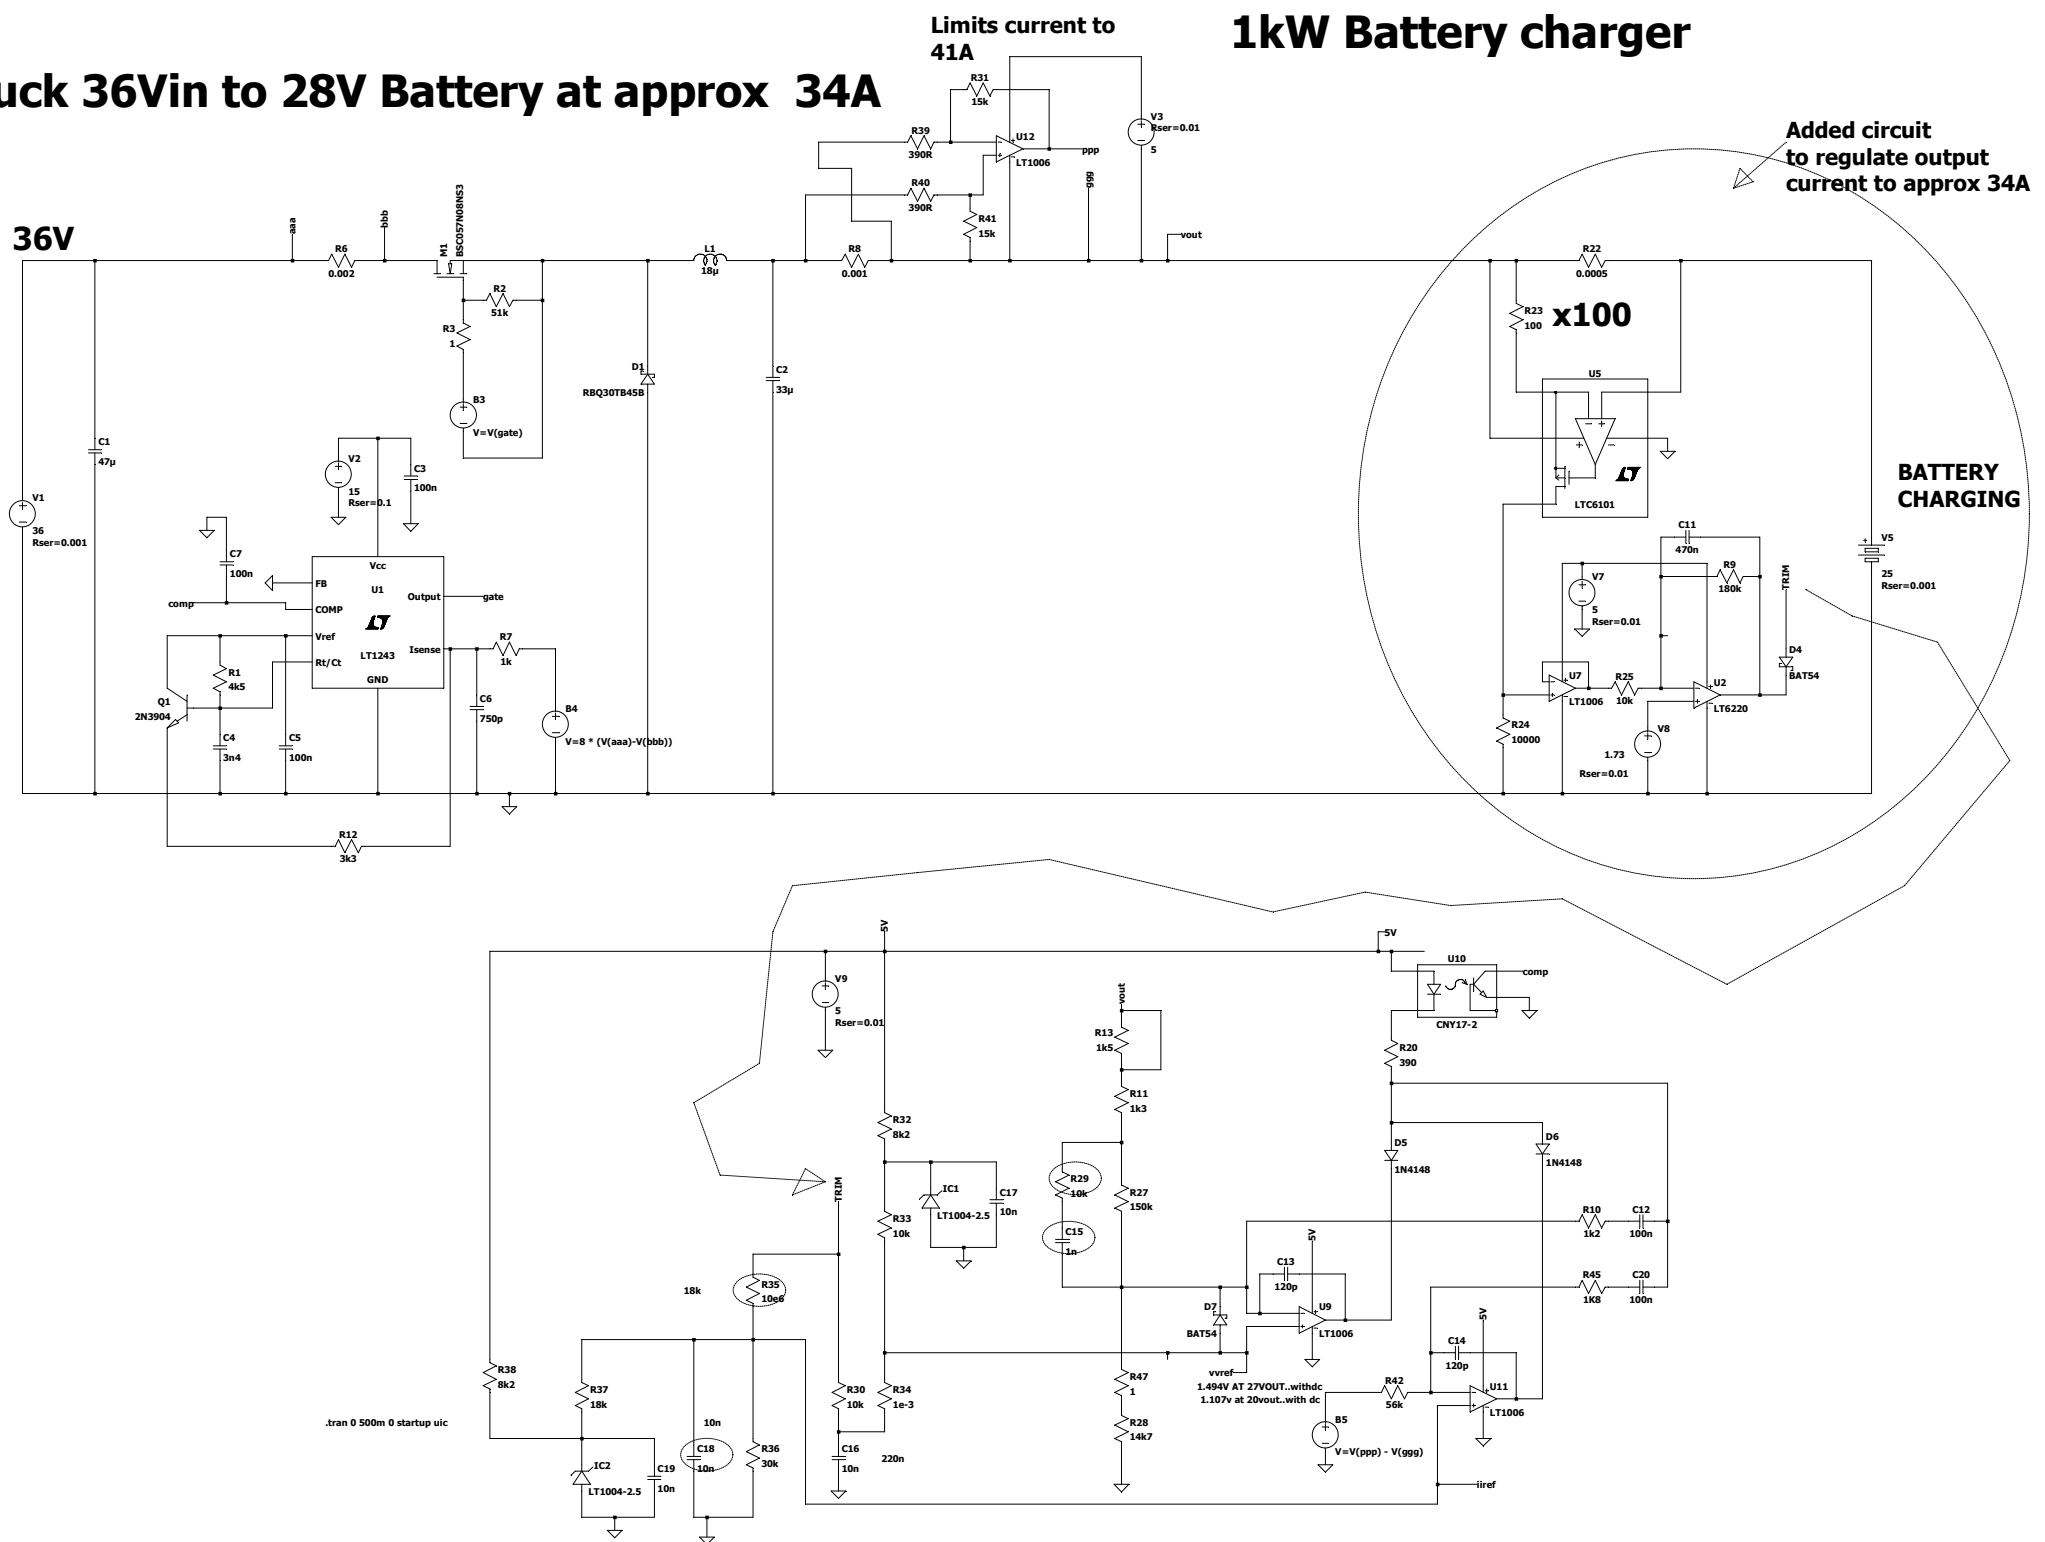 Limits current to
41A
1kW Battery charger
uck 36Vin to 28V Battery at approx 34A
R31
15k
V3
Rser=0.01
5
R39
390R
U12
LT1006
ppp
ggg
R40
390R
R41
15k
Added circuit
to regulate output
current to approx 34A
36V
aaa
bbb
M1
BSC057N08NS3
R6
0.002
L1
18µ
R8
0.001
vout
R22
0.0005
R2
51k
R3
1
R23
100
x100
D1
RBQ30TB45B
C2
33µ
B3
V=V(gate)
U5
LTC6101
C1
47µ
V2
15
Rser=0.1
C3
100n
BATTERY
CHARGING
V1
36
Rser=0.001
C11
470n
V5
25
Rser=0.001
C7
100n
Vcc
U1
FB
COMP
Vref
Rt/Ct
Output
Isense
LT1243
GND
comp
gate
V7
5
Rser=0.01
R9
180k
TRIM
R7
1k
R1
4k5
Q1
2N3904
D4
BAT54
U7
LT1006
R25
10k
U2
LT6220
C6
750p
B4
V=8 * (V(aaa)-V(bbb))
R24
10000
V8
1.73
Rser=0.01
C4
3n4
C5
100n
R12
3k3
5V
5V
U10
comp
CNY17-2
V9
5
Rser=0.01
vout
R13
1k5
R20
390
R11
1k3
R32
8k2
D5
1N4148
D6
1N4148
TRIM
IC1
LT1004-2.5
C17
10n
R29
10k
R27
150k
R33
10k
C15
1n
R10
1k2
C12
100n
5V
C13
120p
R45
1K8
C20
100n
18k
R35
10e6
D7
BAT54
U9
LT1006
5V
C14
120p
R38
8k2
R37
18k
R30
10k
R34
1e-3
vvref
1.494V AT 27VOUT..withdc
1.107v at 20vout..with dc
R47
1
R42
56k
U11
LT1006
.tran 0 500m 0 startup uic
10n
C18
10n
R36
30k
C16
10n
220n
R28
14k7
B5
V=V(ppp) - V(ggg)
IC2
LT1004-2.5
C19
10n
iiref